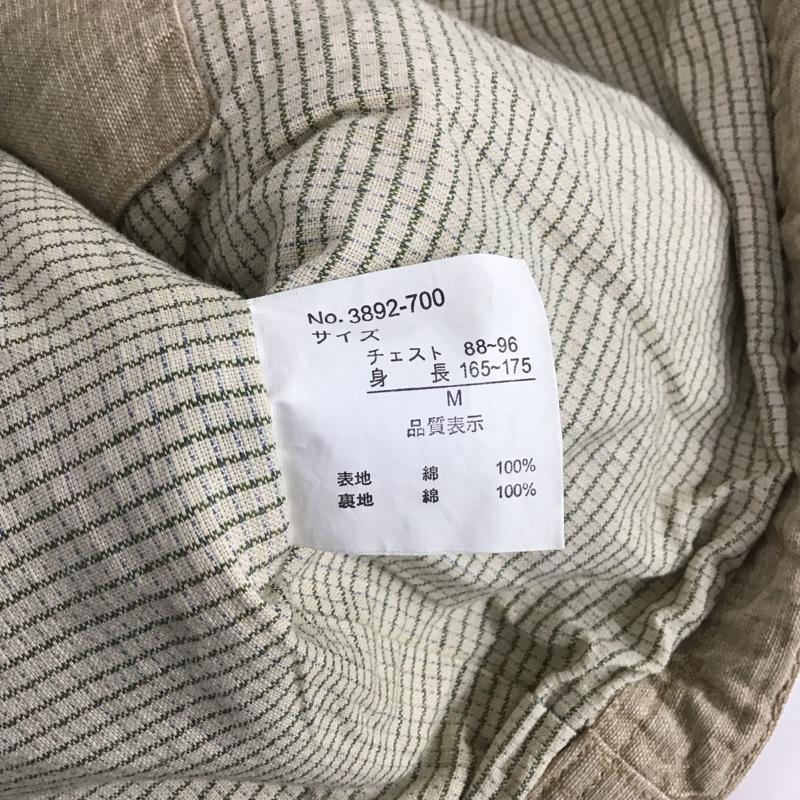 No. 3892-700
サイズ
チェスト 88~96
身長 165~175
M
品質表示
表地 綿 100%
裏地 綿 100%